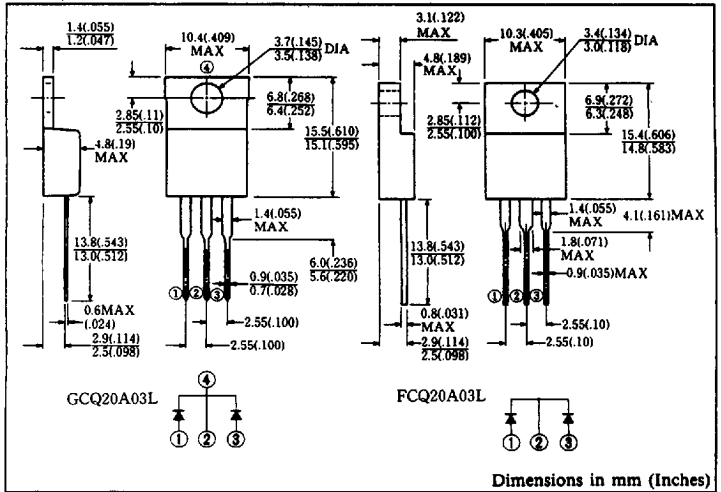 1.4(.055)
1.2(.047)
10.4(.409)
MAX
④
3.7(.145)
3.5(.138)
DIA
6.8(.268)
6.4(.252)
2.85(.11)
2.55(.10)
15.5(.610)
15.1(.595)
4.8(.19)
MAX
1.4(.055)
MAX
13.8(.543)
13.0(.512)
6.0(.236)
5.6(.220)
0.9(.035)
0.7(.028)
① ② ③
0.6MAX
(.024)
2.9(.114)
2.5(.098)
2.55(.100)
2.55(.100)
GCQ20A03L
④
① ② ③
3.1(.122)
MAX
4.8(.189)
MAX
10.3(.405)
MAX
3.4(.134)
3.0(.118)
DIA
6.9(.272)
6.3(.248)
2.85(.112)
2.55(.100)
15.4(.606)
14.8(.583)
1.4(.055)
MAX
4.1(.161)MAX
1.8(.071)
MAX
13.8(.543)
13.0(.512)
0.9(.035)MAX
① ② ③
0.8(.031)
MAX
2.9(.114)
2.5(.098)
2.55(.10)
2.55(.10)
FCQ20A03L
① ② ③
Dimensions in mm (Inches)